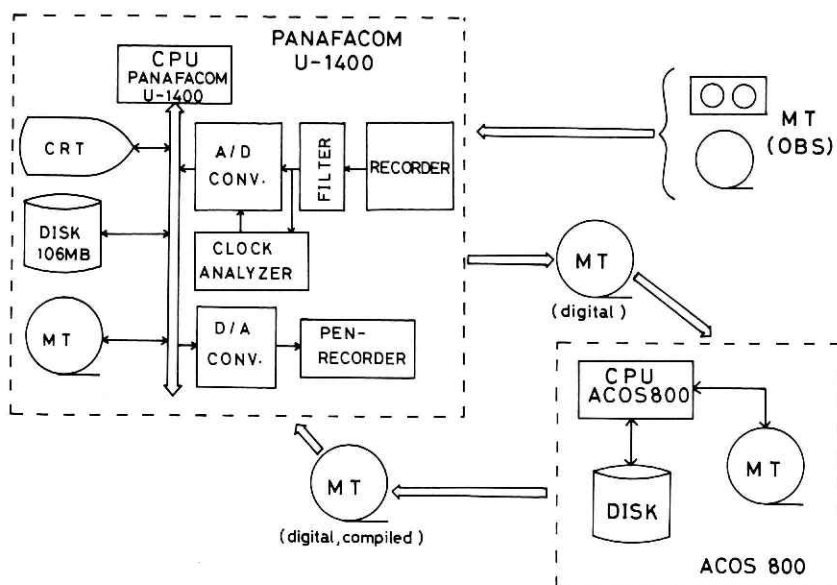 PANAFACOM
U-1400
CPU
PANAFACOM
U-1400
CRT
A/D
CONV.
FILTER
RECORDER
DISK
106MB
CLOCK
ANALYZER
MT
D/A
CONV.
PEN-
RECORDER
MT
(OBS)
MT
(digital)
CPU
ACOS800
MT
DISK
ACOS 800
MT
(digital,compiled)